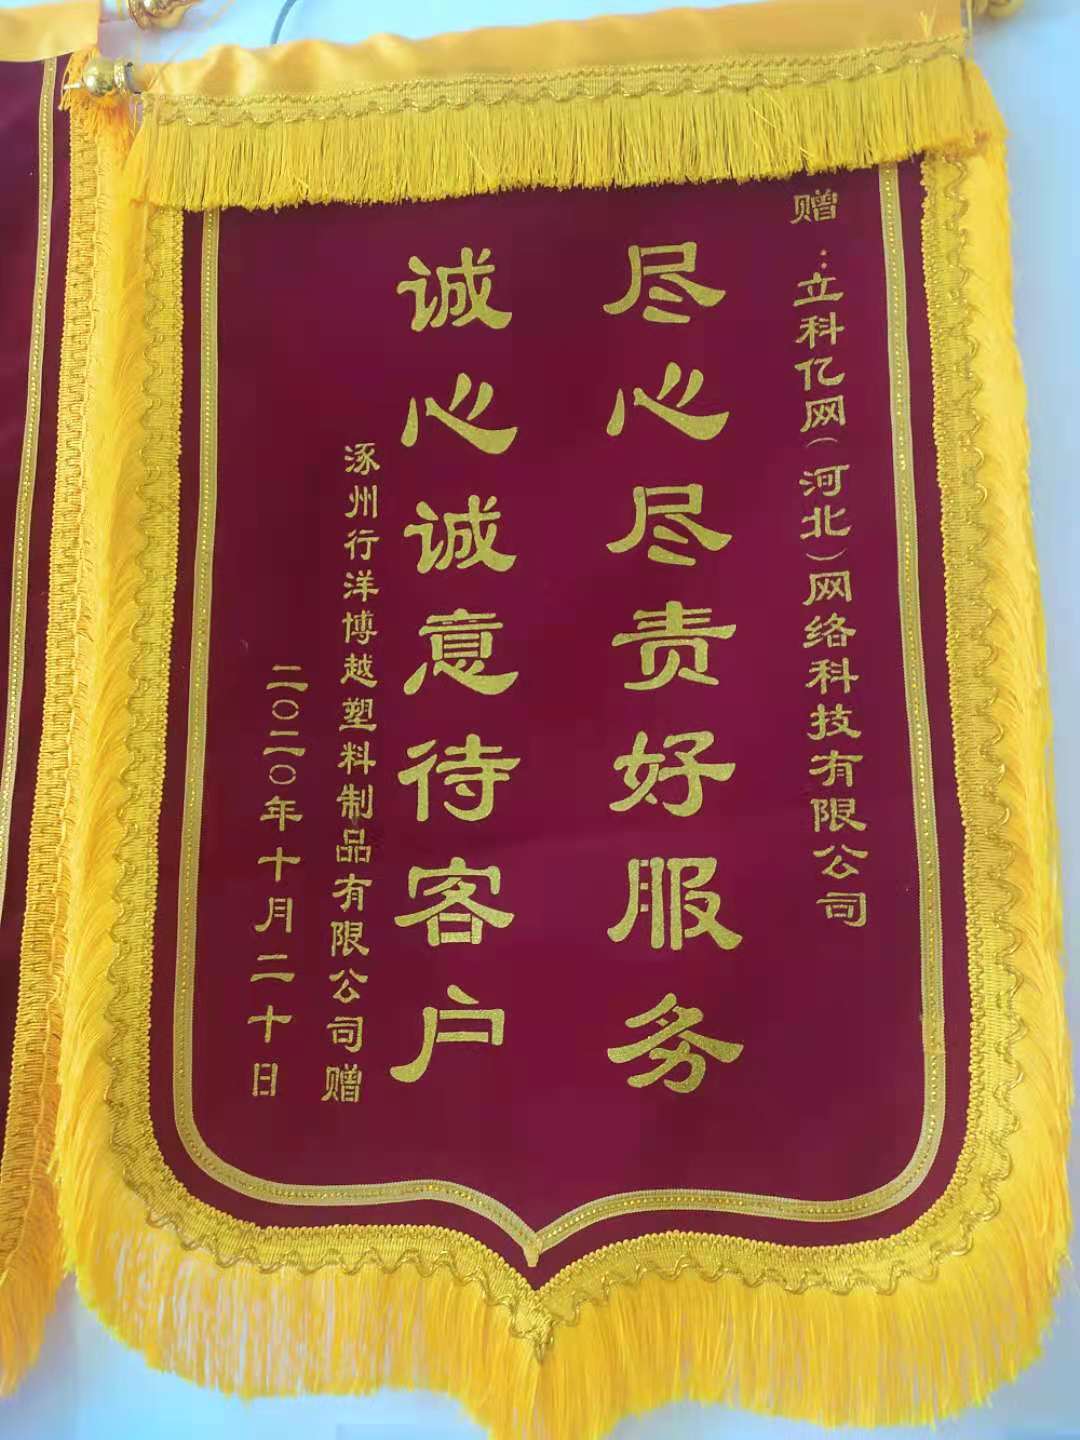 赠：立科亿网（河北）网络科技有限公司
尽心尽责好服务
诚心诚意待客户
涿州行洋博越塑料制品有限公司赠
二〇二〇年十月二十日